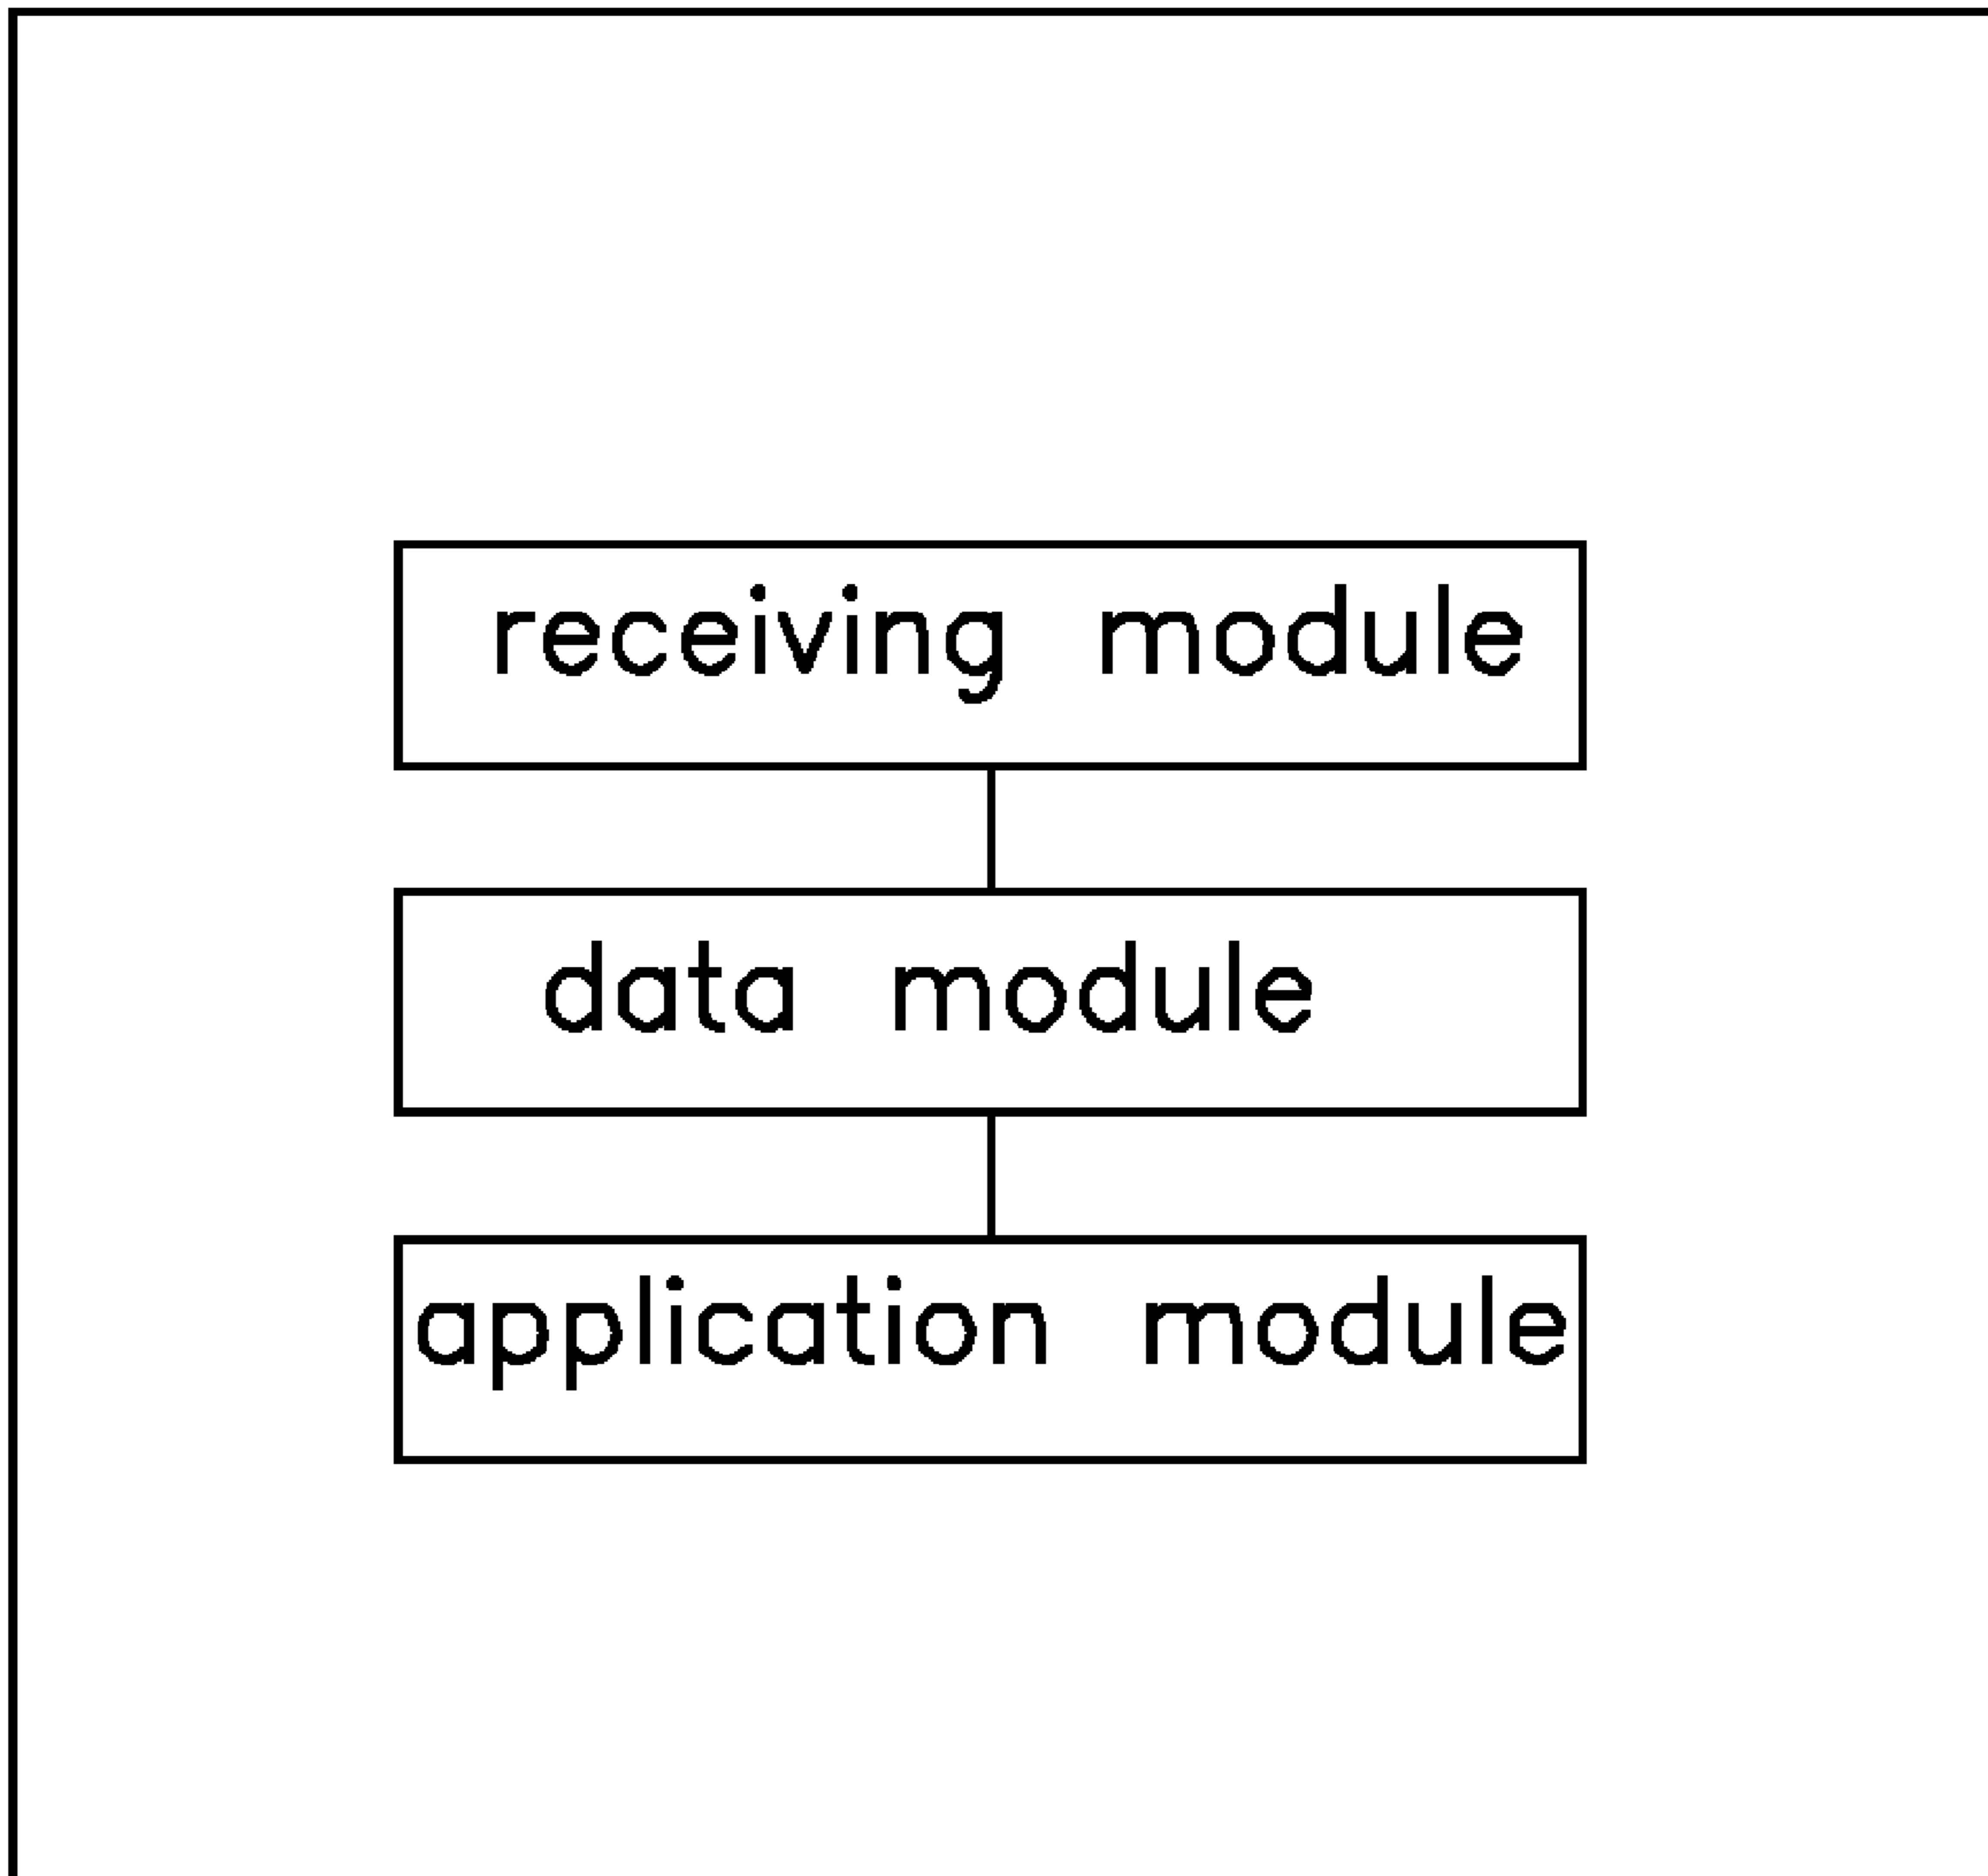 receiving module
data module
application module